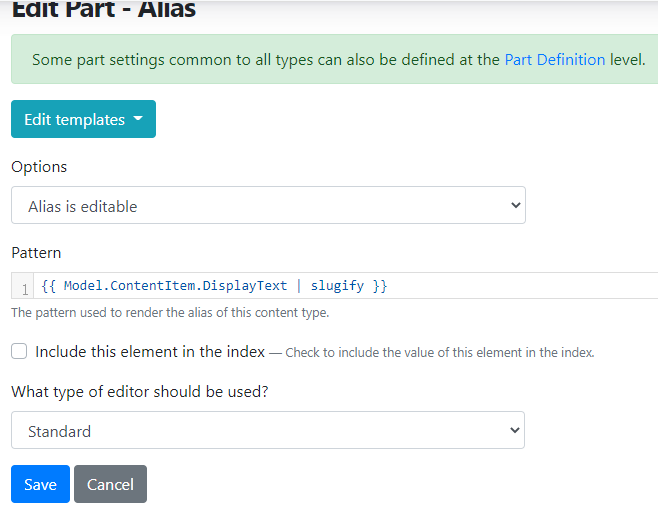 Edit Part - Alias
Some part settings common to all types can also be defined at the Part Definition level.
Edit templates
Options
Alias is editable
Pattern
1 {{ Model.ContentItem.DisplayText | slugify }}
The pattern used to render the alias of this content type.
Include this element in the index — Check to include the value of this element in the index.
What type of editor should be used?
Standard
Save Cancel